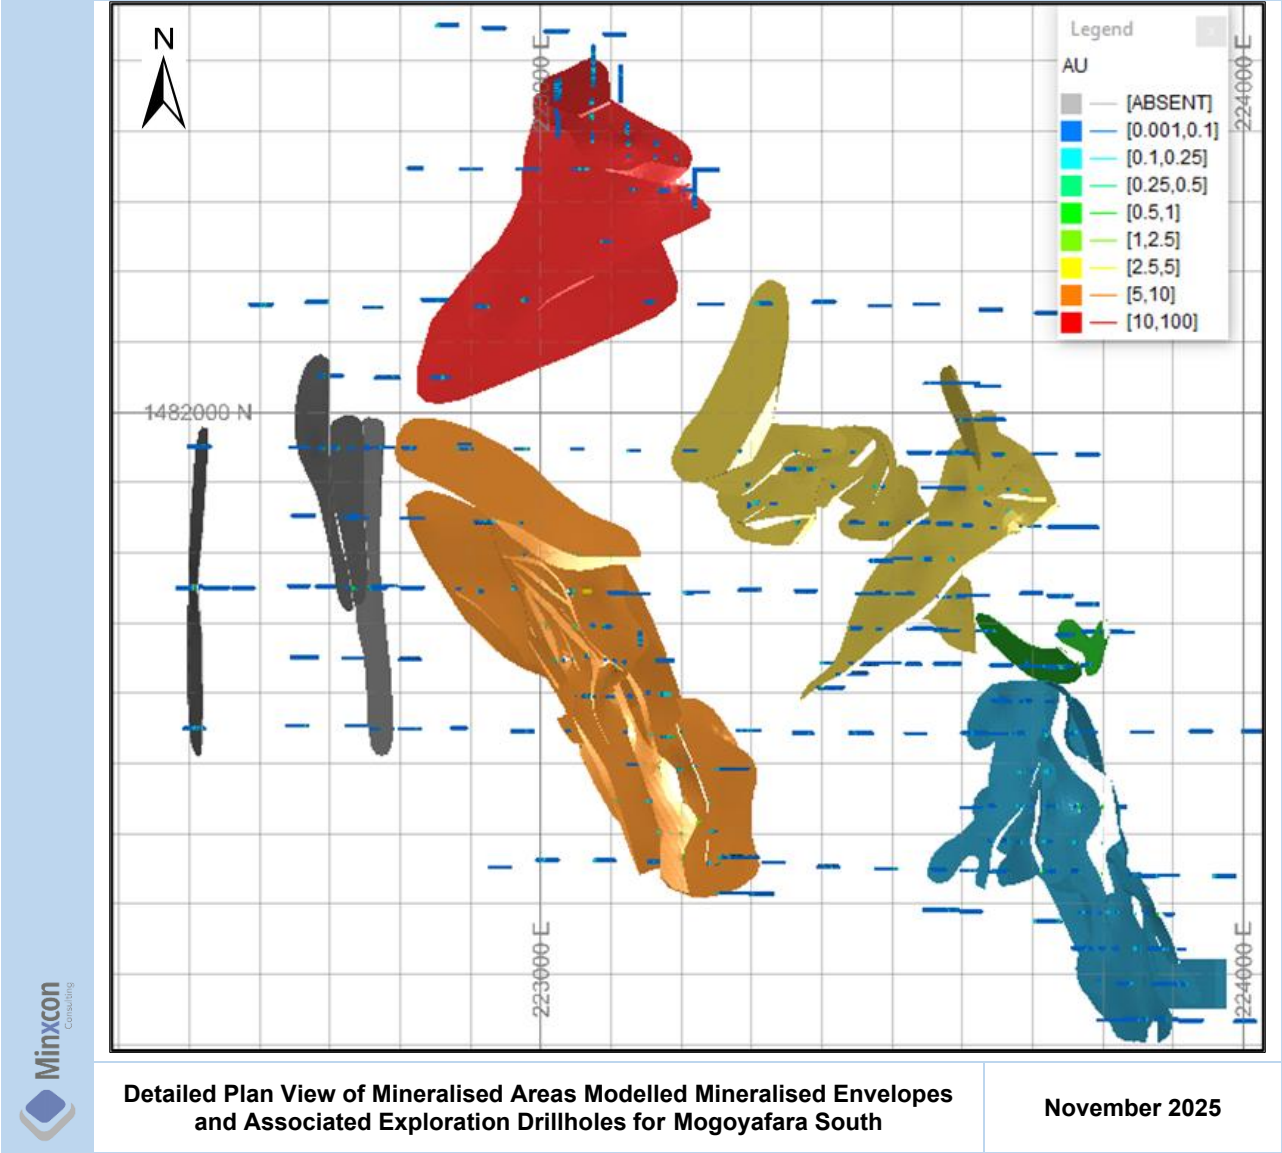 N
223000 E
224000 E
Legend
x
AU
[ABSENT]
[0.001,0.1]
[0.1,0.25]
[0.25,0.5]
[0.5,1]
[1,2.5]
[2.5,5]
[5,10]
[10,100]
1482000 N
223000 E
224000 E
Minxcon
Consulting
Detailed Plan View of Mineralised Areas Modelled Mineralised Envelopes
and Associated Exploration Drillholes for Mogoyafara South
November 2025